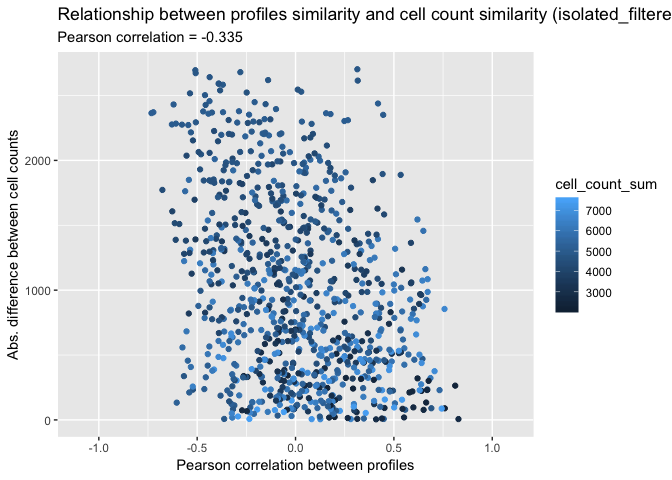 Relationship between profiles similarity and cell count similarity (isolated_filtere
Pearson correlation = -0.335
Abs. difference between cell counts
2000
1000
0
-1.0 -0.5 0.0 0.5 1.0
Pearson correlation between profiles
cell_count_sum
7000
6000
5000
4000
3000